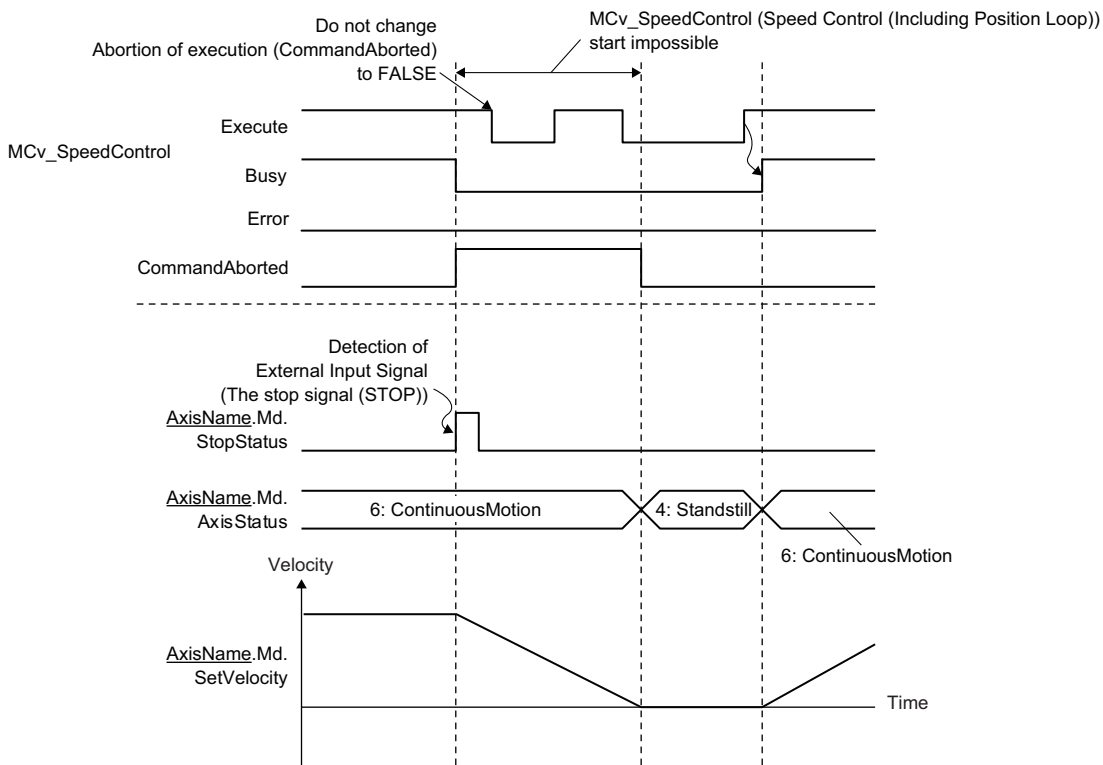 Do not change
Abortion of execution (CommandAborted)
to FALSE
MCv_SpeedControl (Speed Control (Including Position Loop))
start impossible
MCv_SpeedControl
Execute
Busy
Error
CommandAborted
Detection of
External Input Signal
(The stop signal (STOP))
AxisName.Md.
StopStatus
AxisName.Md.
AxisStatus
6: ContinuousMotion
4: Standstill
6: ContinuousMotion
Velocity
AxisName.Md.
SetVelocity
Time